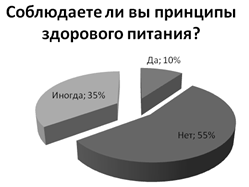 Соблюдаете ли вы принципы
здорового питания?
Да; 10%
Иногда; 35%
Нет; 55%